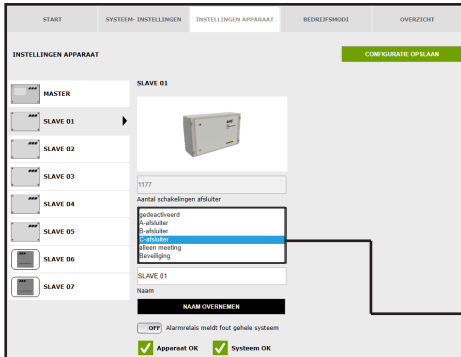 START
SYSTEEM- INSTELLINGEN
INSTELLINGEN APPARAAT
BEDRIJFSMODI
OVERZICHT
INSTELLINGEN APPARAAT
CONFIGURATIE OPSLAAN
MASTER
SLAVE 01
SLAVE 02
SLAVE 03
SLAVE 04
SLAVE 05
SLAVE 06
SLAVE 07
SLAVE 01
1177
Aantal schakelingen afsluiter
gedeactiveerd
A-afsluiter
B-afsluiter
C-afsluiter
alleen meeting
Beveiliging
SLAVE 01
Naam
NAAM OVERNEMEN
OFF Alarmrelais meldt fout gehele systeem
Apparaat OK
Systeem OK